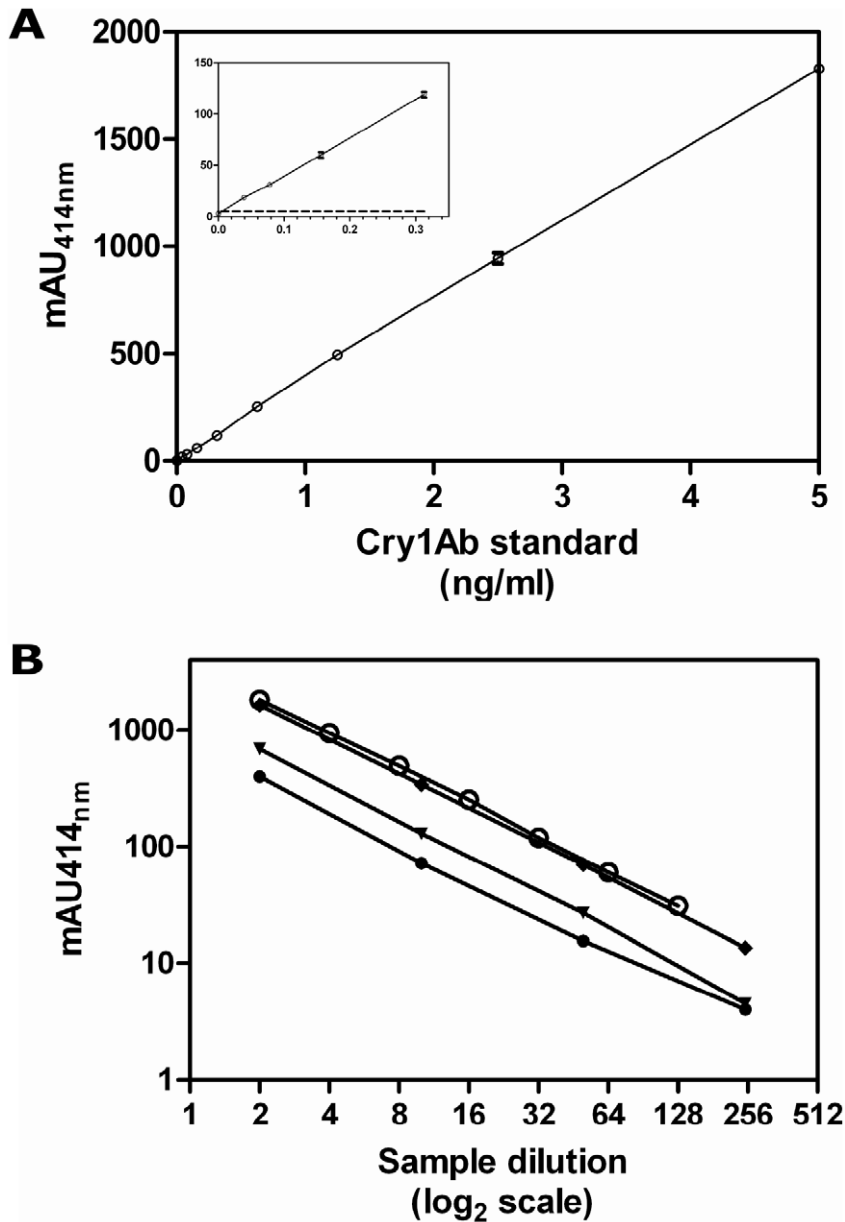 A
2000
1500
1000
500
0
mAU414nm
150
100
50
0
0.0 0.1 0.2 0.3
0 1 2 3 4 5
Cry1Ab standard
(ng/ml)
B
1000
100
10
1
mAU414nm
1 2 4 8 16 32 64 128 256 512
Sample dilution
(log2 scale)